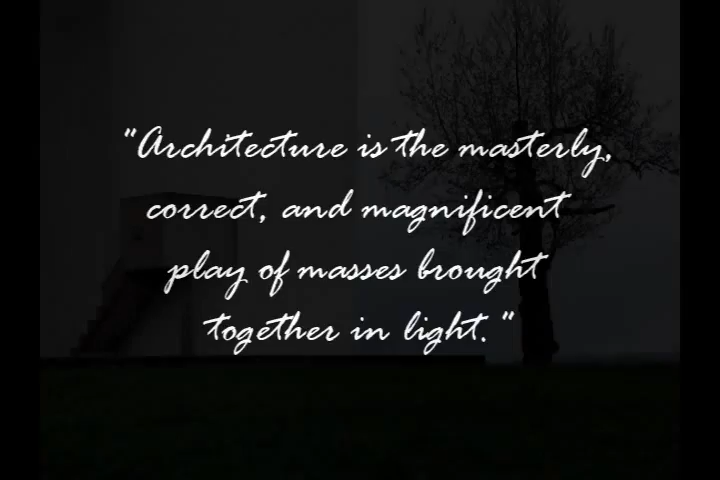 "Architecture is the masterly,
correct, and magnificent
play of masses brought
together in light."